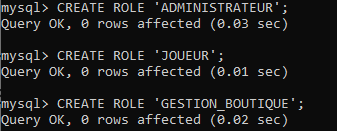 mysql> CREATE ROLE 'ADMINISTRATEUR';
Query OK, 0 rows affected (0.03 sec)
mysql> CREATE ROLE 'JOUEUR';
Query OK, 0 rows affected (0.01 sec)
mysql> CREATE ROLE 'GESTION_BOUTIQUE';
Query OK, 0 rows affected (0.02 sec)